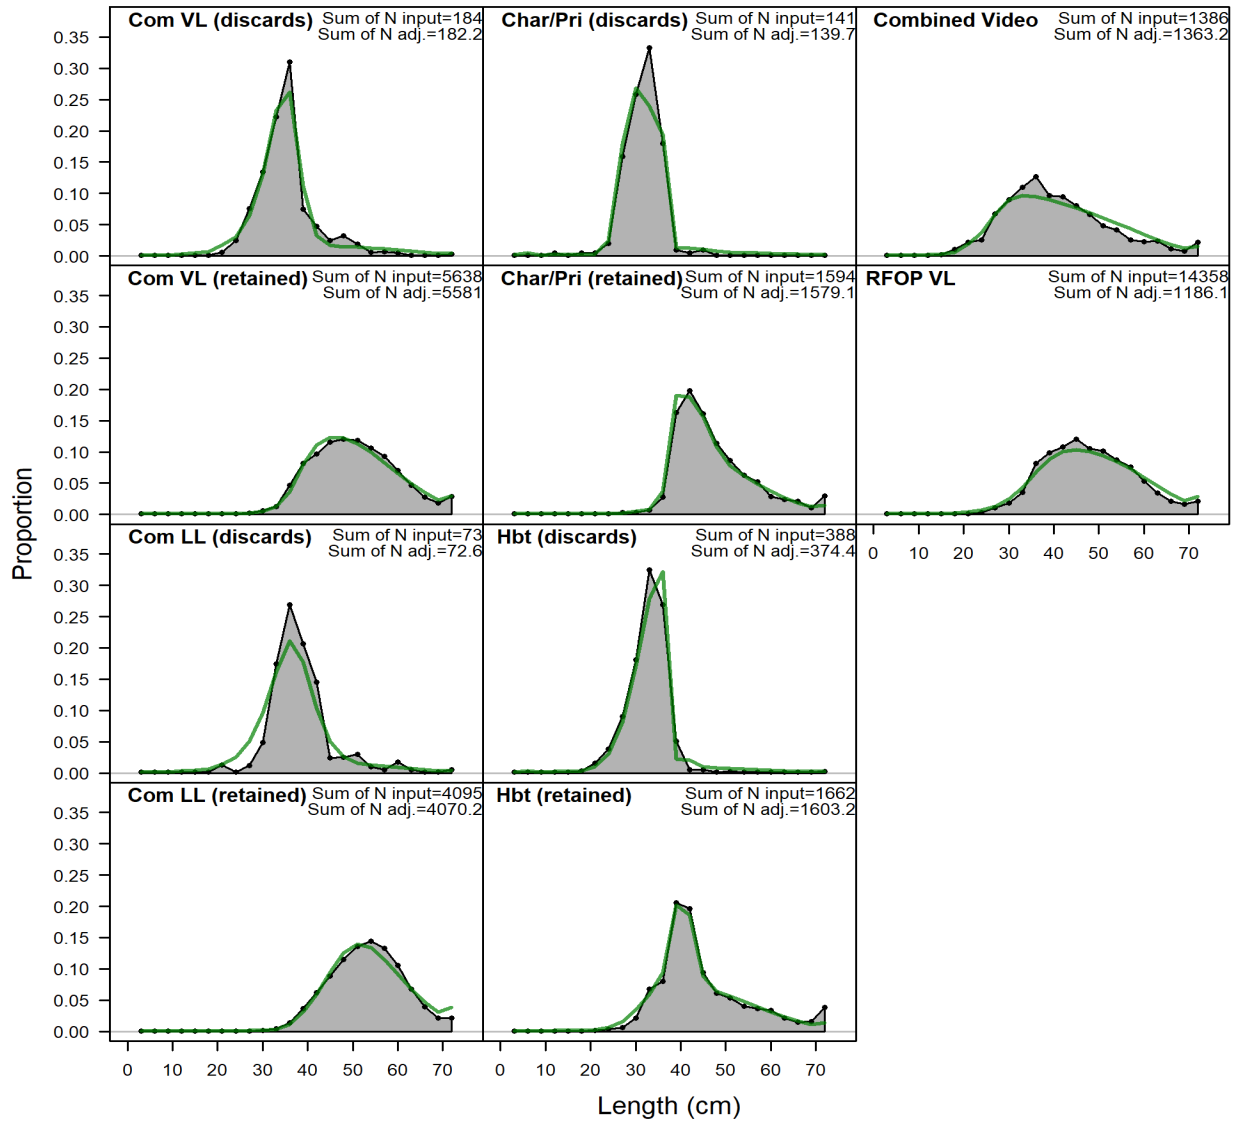 Com VL (discards)
Sum of N input=184
Sum of N adj.=182.2
Char/Pri (discards)
Sum of N input=141
Sum of N adj.=139.7
Combined Video
Sum of N input=1386
Sum of N adj.=1363.2
0.35
0.30
0.25
0.20
0.15
0.10
0.05
0.00
Com VL (retained)
Sum of N input=5638
Sum of N adj.=5581
Char/Pri (retained)
Sum of N input=1594
Sum of N adj.=1579.1
RFOP VL
Sum of N input=14358
Sum of N adj.=1186.1
0.35
0.30
0.25
0.20
0.15
0.10
0.05
0.00
0 10 20 30 40 50 60 70
Proportion
Com LL (discards)
Sum of N input=73
Sum of N adj.=72.6
Hbt (discards)
Sum of N input=388
Sum of N adj.=374.4
0.35
0.30
0.25
0.20
0.15
0.10
0.05
0.00
Com LL (retained)
Sum of N input=4095
Sum of N adj.=4070.2
Hbt (retained)
Sum of N input=1662
Sum of N adj.=1603.2
0.35
0.30
0.25
0.20
0.15
0.10
0.05
0.00
0 10 20 30 40 50 60 70
0 10 20 30 40 50 60 70
Length (cm)